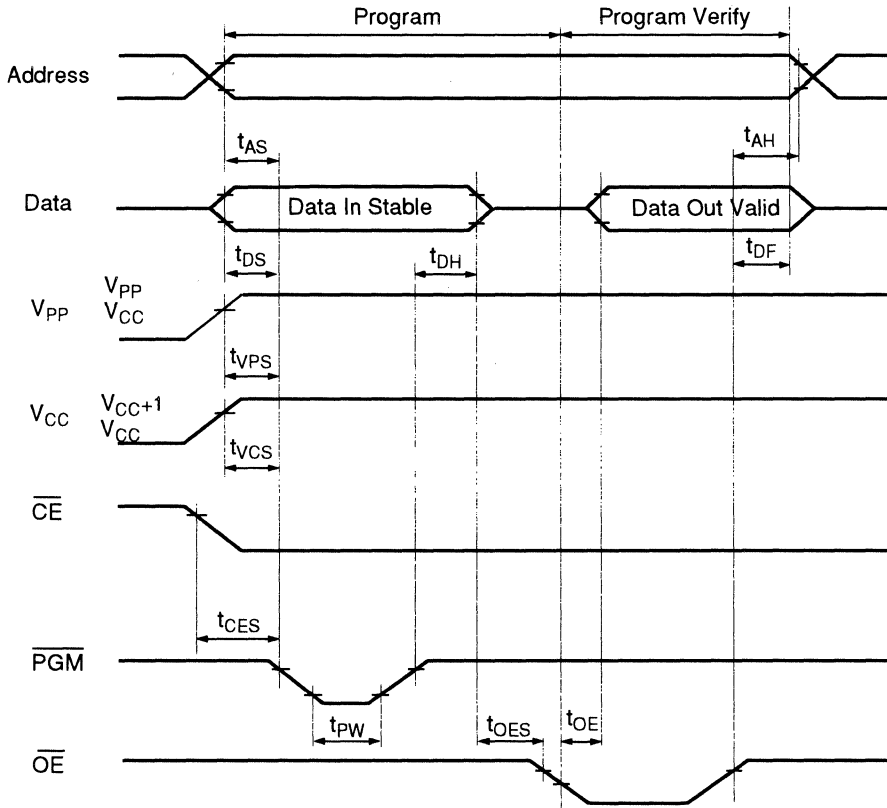 Program Program Verify
Address
tAS tAH
Data Data In Stable Data Out Valid
tDS tDH tDF
VPP VPP
VCC
tVPS
VCC VCC+1
VCC
tVCS
CE
tCES
PGM
tPW tOES tOE
OE